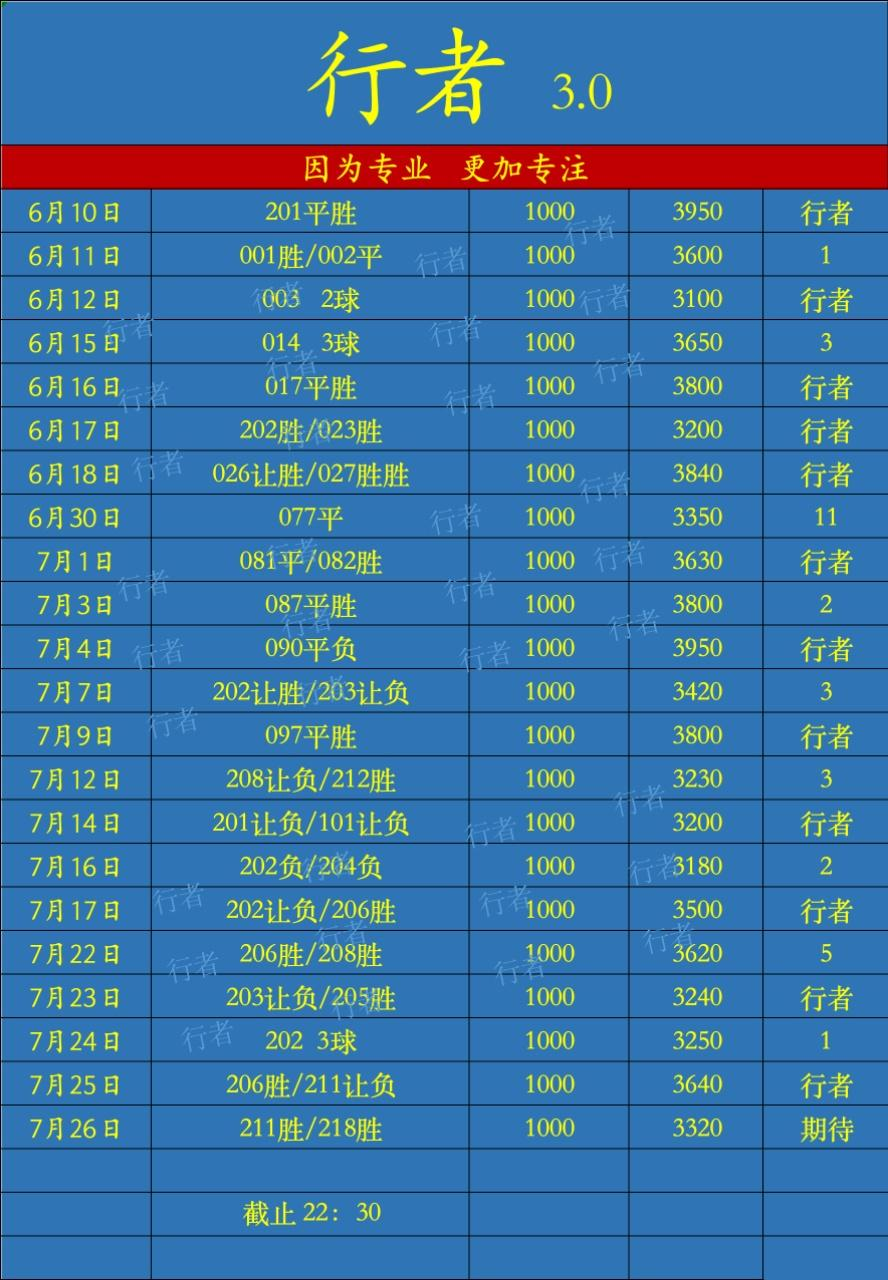 行者 3.0
因为专业 更加专注
6月10日 201平胜 1000 3950 行者
6月11日 001胜/002平 1000 3600 1
6月12日 003 2球 1000 3100 行者
6月15日 014 3球 1000 3650 3
6月16日 017平胜 1000 3800 行者
6月17日 202胜/023胜 1000 3200 行者
6月18日 026让胜/027胜胜 1000 3840 行者
6月30日 077平 1000 3350 11
7月1日 081平/082胜 1000 3630 行者
7月3日 087平胜 1000 3800 2
7月4日 090平负 1000 3950 行者
7月7日 202让胜/203让负 1000 3420 3
7月9日 097平胜 1000 3800 行者
7月12日 208让负/212胜 1000 3230 3
7月14日 201让负/101让负 1000 3200 行者
7月16日 202负/204负 1000 3180 2
7月17日 202让负/206胜 1000 3500 行者
7月22日 206胜/208胜 1000 3620 5
7月23日 203让负/205胜 1000 3240 行者
7月24日 202 3球 1000 3250 1
7月25日 206胜/211让负 1000 3640 行者
7月26日 211胜/218胜 1000 3320 期待
截止 22：30